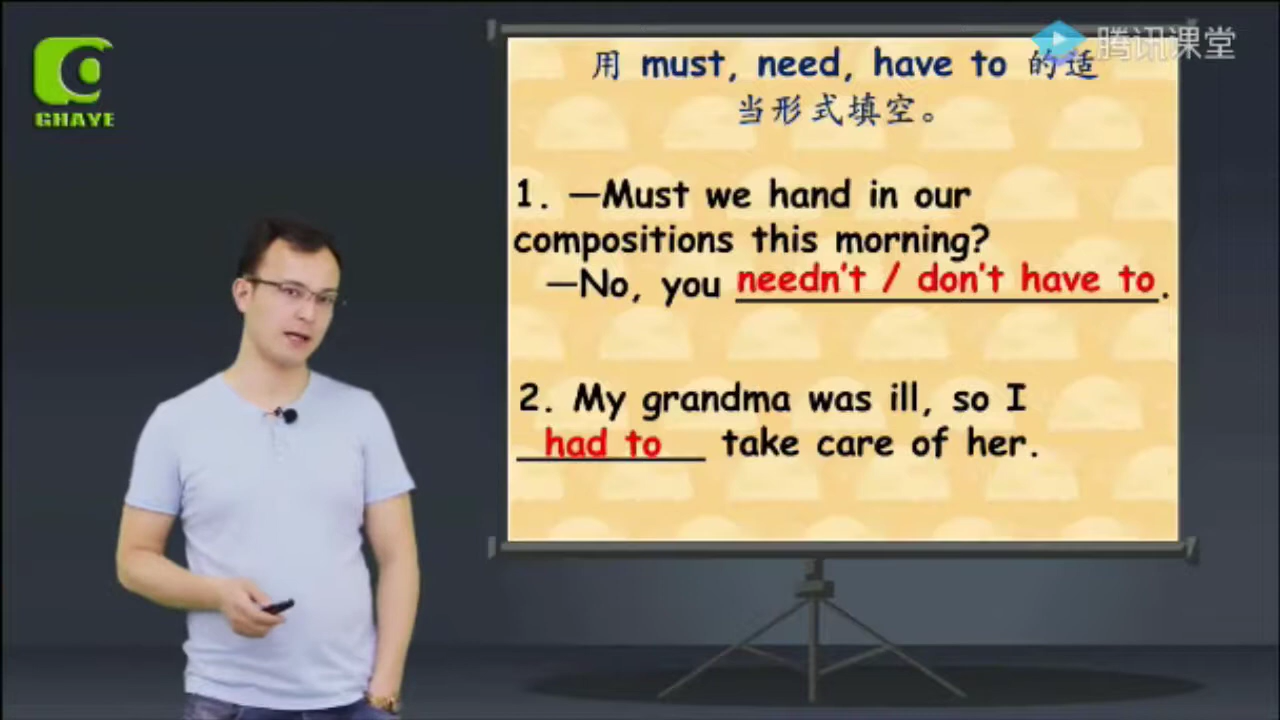 GHAYE
腾讯课堂
用 must, need, have to 的适
当形式填空。
1. —Must we hand in our
compositions this morning?
—No, you needn't / don't have to.
2. My grandma was ill, so I
had to take care of her.